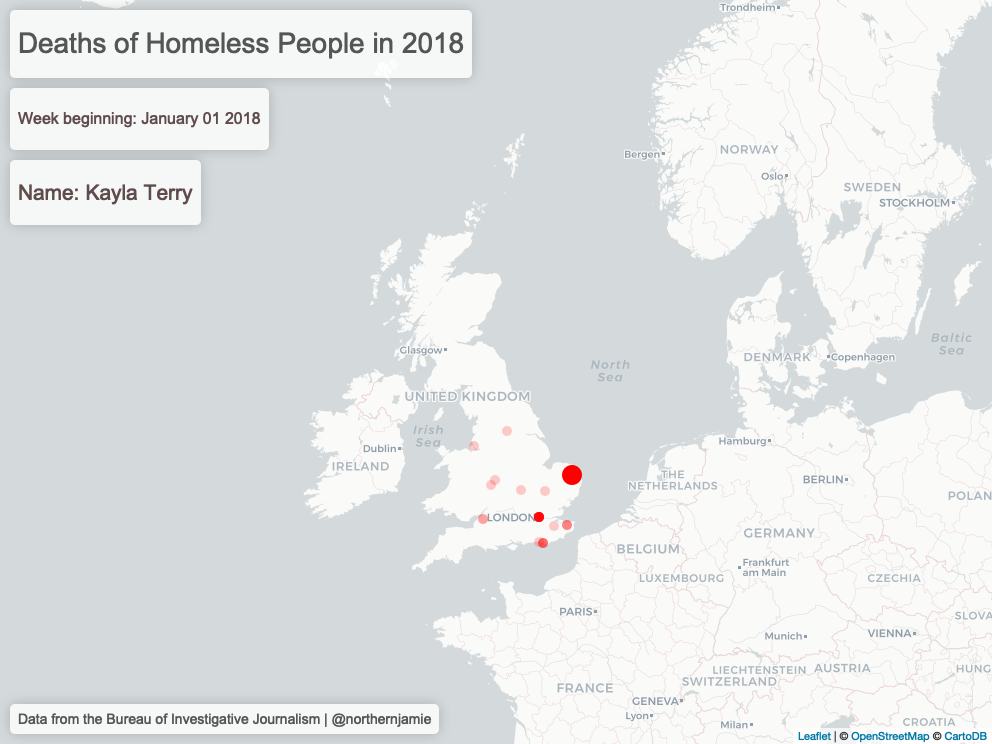 Deaths of Homeless People in 2018
Week beginning: January 01 2018
Name: Kayla Terry
Trondheim
Bergen
NORWAY
Oslo
SWEDEN
STOCKHOLM
Glasgow
North
Sea
Baltic
Sea
DENMARK
Copenhagen
UNITED KINGDOM
Irish
Sea
Dublin
IRELAND
Hamburg
THE
NETHERLANDS
BERLIN
POLAN
LONDON
GERMANY
BELGIUM
Frankfurt
am Main
LUXEMBOURG
CZECHIA
PARIS
SLOVA
Munich
VIENNA
LIECHTENSTEIN
AUSTRIA
HUNG
SWITZERLAND
FRANCE
GENEVA
Lyon
Milan
CROATIA
Data from the Bureau of Investigative Journalism | @northernjamie
Leaflet | © OpenStreetMap © CartoDB